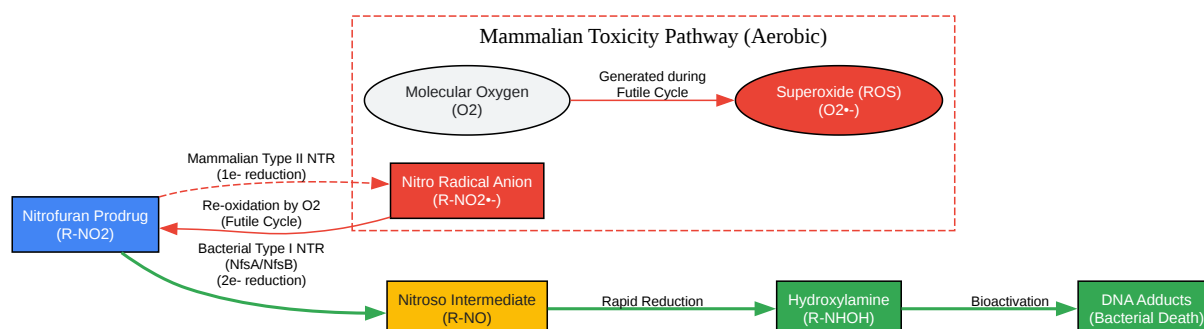 Mammalian Toxicity Pathway (Aerobic)
Molecular Oxygen
(O2)
Generated during
Futile Cycle
Superoxide (ROS)
(O2•-)
Mammalian Type II NTR
(1e- reduction)
Nitro Radical Anion
(R-NO2•-)
Nitrofuran Prodrug
(R-NO2)
Re-oxidation by O2
(Futile Cycle)
Bacterial Type I NTR
(NfsA/NfsB)
(2e- reduction)
Nitroso Intermediate
(R-NO)
Rapid Reduction
Hydroxylamine
(R-NHOH)
Bioactivation
DNA Adducts
(Bacterial Death)